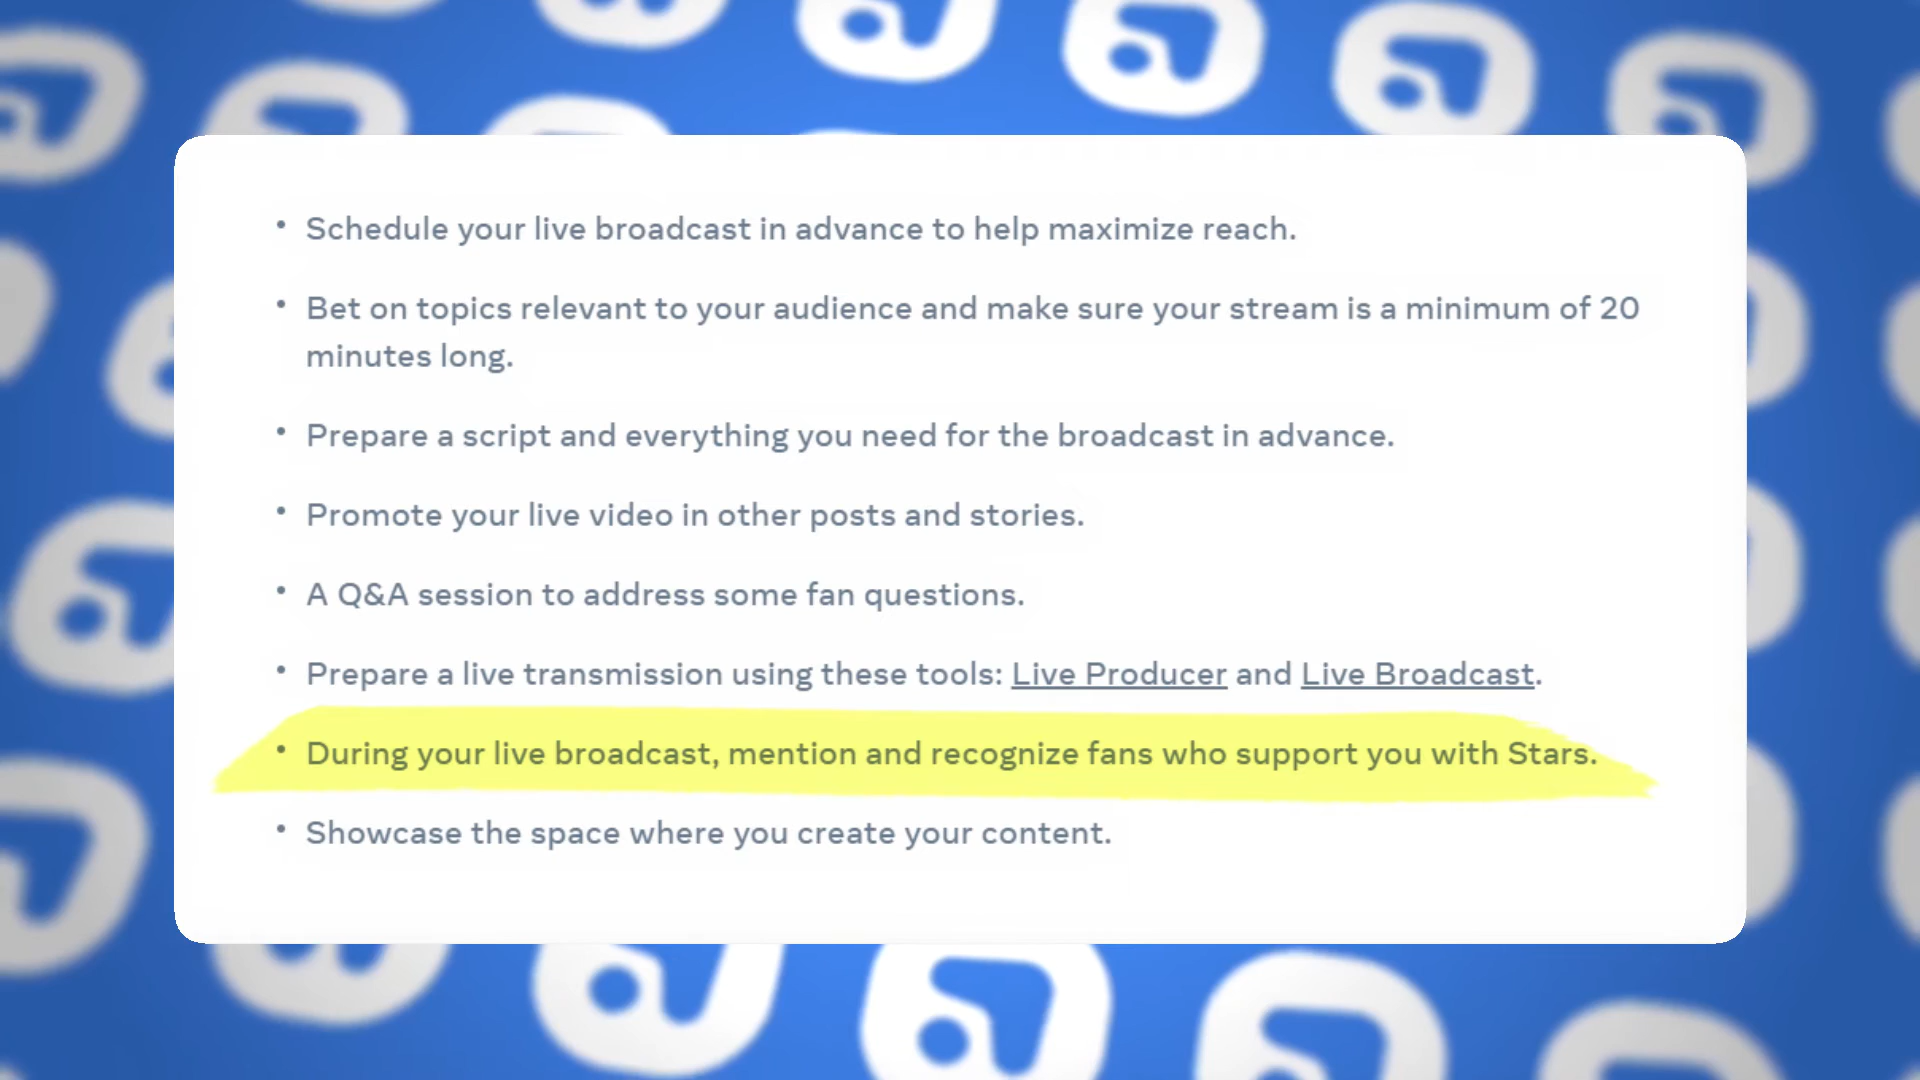 • Schedule your live broadcast in advance to help maximize reach.
• Bet on topics relevant to your audience and make sure your stream is a minimum of 20
minutes long.
• Prepare a script and everything you need for the broadcast in advance.
• Promote your live video in other posts and stories.
• A Q&A session to address some fan questions.
• Prepare a live transmission using these tools: Live Producer and Live Broadcast.
• During your live broadcast, mention and recognize fans who support you with Stars.
• Showcase the space where you create your content.